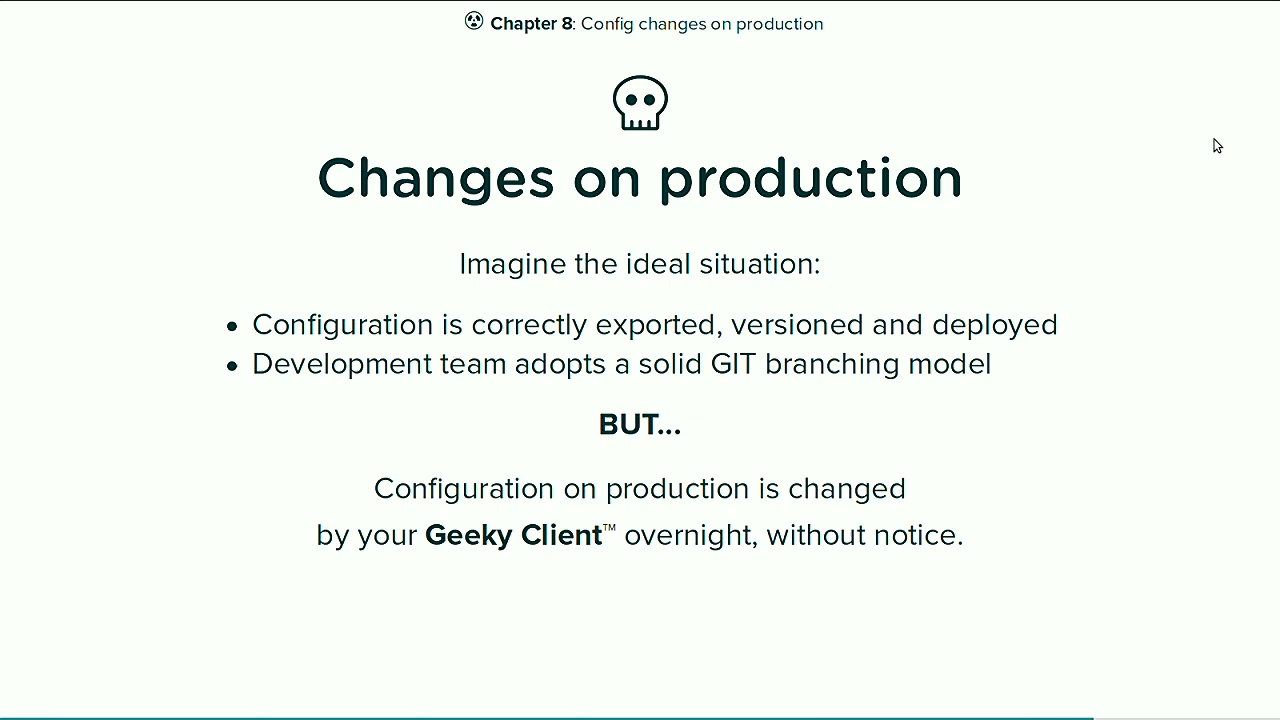 Chapter 8: Config changes on production
Changes on production
Imagine the ideal situation:
• Configuration is correctly exported, versioned and deployed
• Development team adopts a solid GIT branching model
BUT...
Configuration on production is changed
by your Geeky Client™ overnight, without notice.